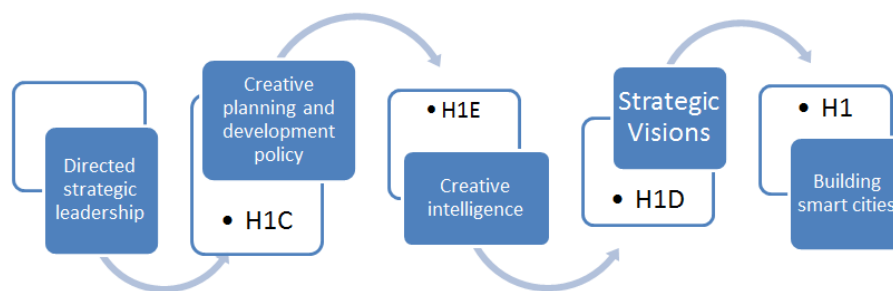 Directed
strategic
leadership
Creative
planning and
development
policy
• H1C
• H1E
Creative
intelligence
Strategic
Visions
• H1D
• H1
Building
smart cities